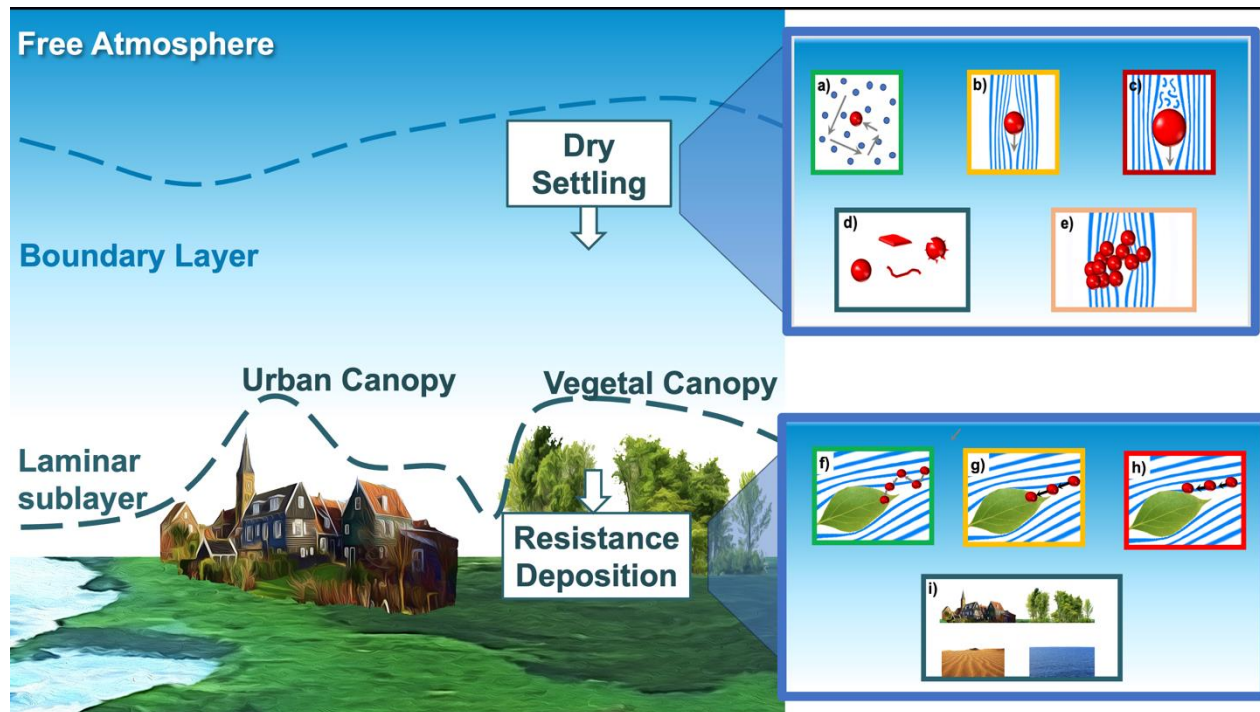 Free Atmosphere
Dry
Settling
Boundary Layer
Urban Canopy
Vegetal Canopy
Laminar
sublayer
Resistance
Deposition
a)
b)
c)
d)
e)
f)
g)
h)
i)